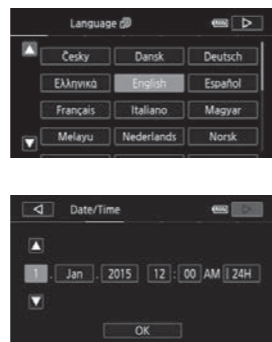 Language
Česky Dansk Deutsch
Ελληνικά English Español
Français Italiano Magyar
Melayu Nederlands Norsk
Date/Time
1 . Jan . 2015 12 : 00 AM | 24H
OK